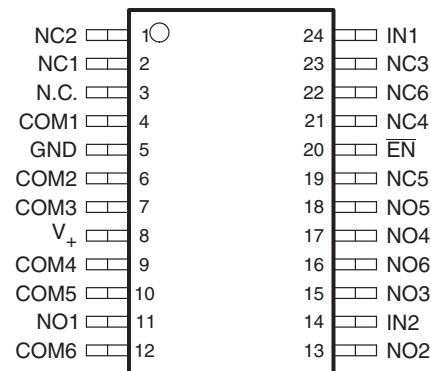 NC2 1 24 IN1
NC1 2 23 NC3
N.C. 3 22 NC6
COM1 4 21 NC4
GND 5 20 EN
COM2 6 19 NC5
COM3 7 18 NO5
V+ 8 17 NO4
COM4 9 16 NO6
COM5 10 15 NO3
NO1 11 14 IN2
COM6 12 13 NO2